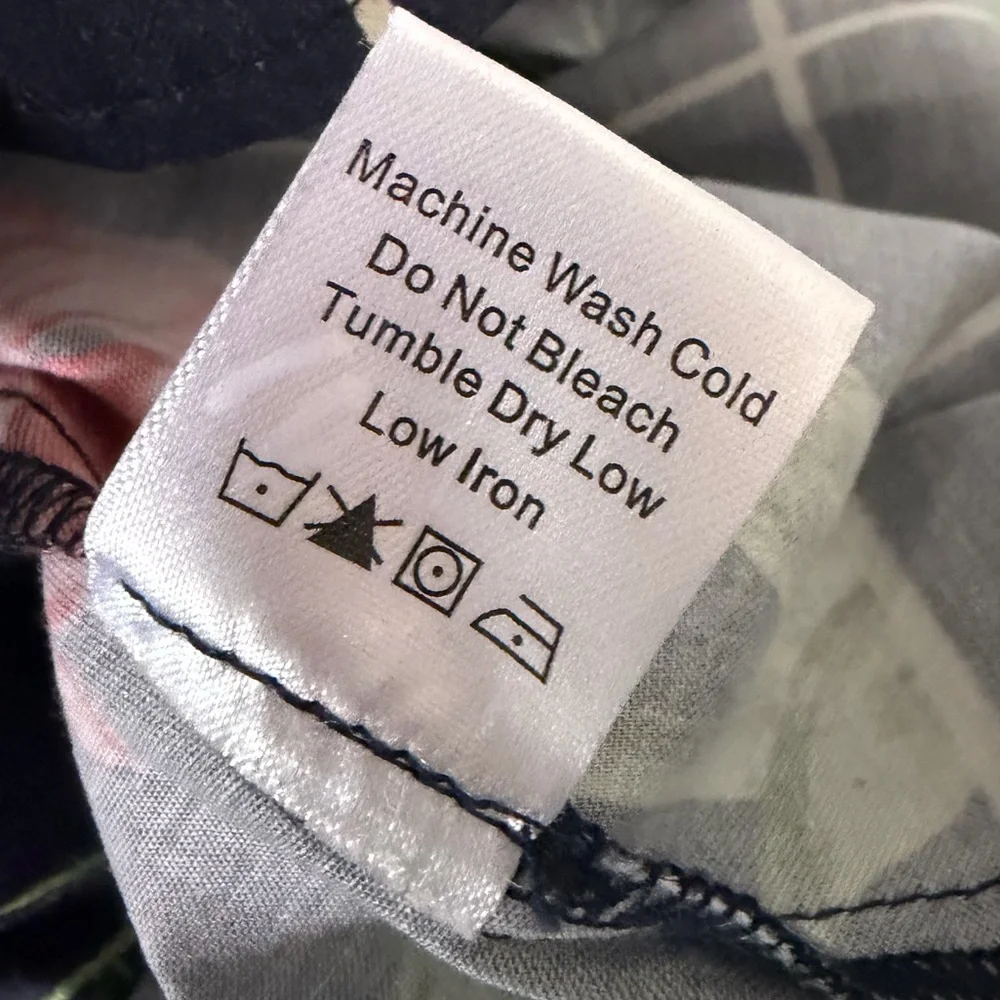 Machine Wash Cold
Do Not Bleach
Tumble Dry Low
Low Iron